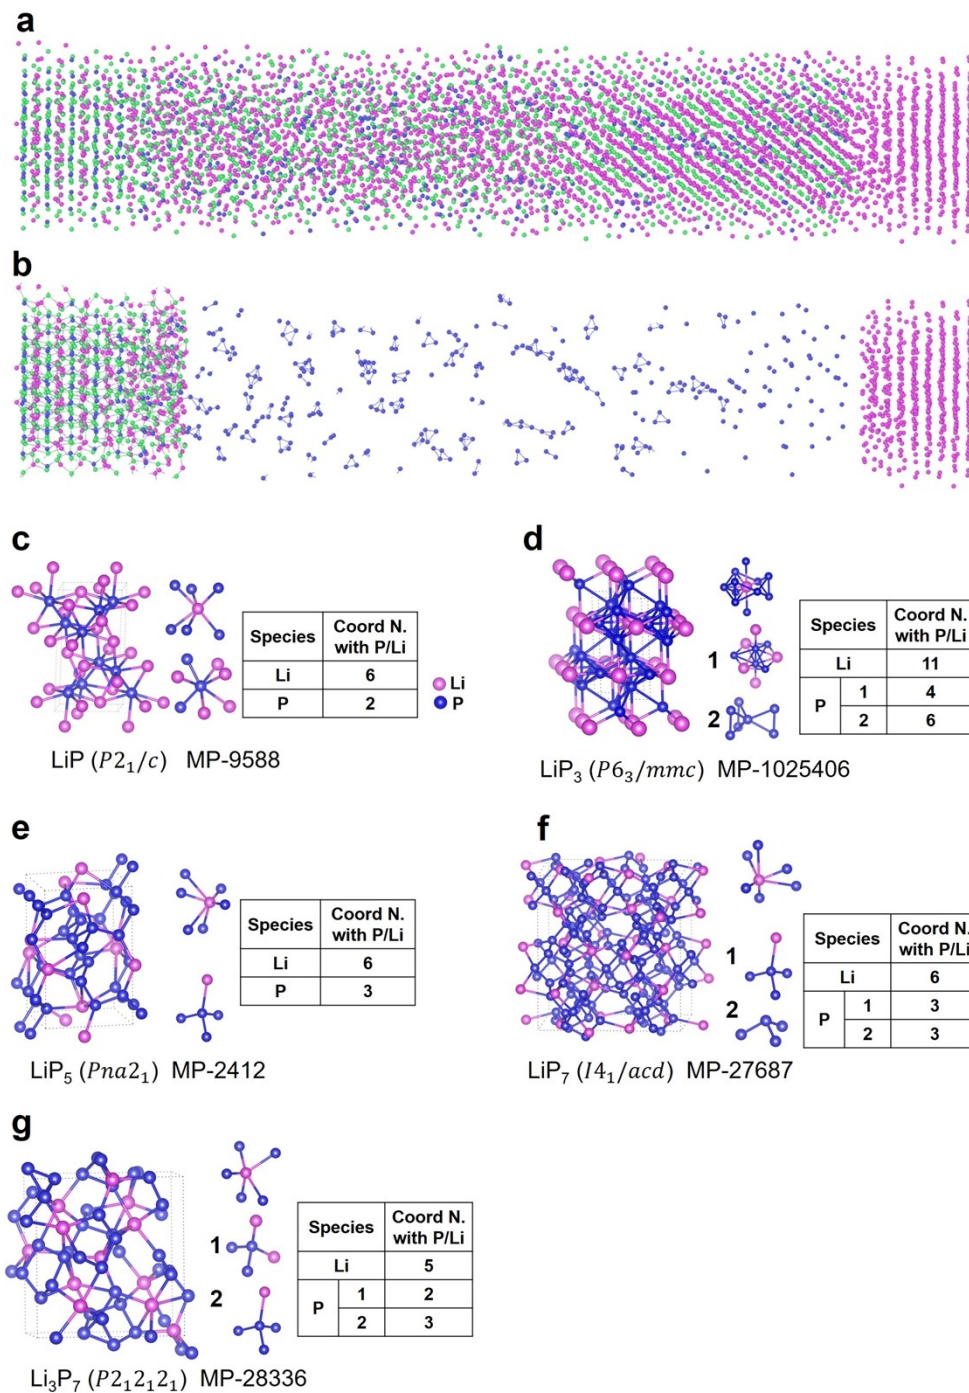 a
b
c
Species Coord N. with P/Li
Li 6
P 2
Li
P
LiP (P2₁/c) MP-9588
d
1
2
Species Coord N. with P/Li
Li 11
P 1 4
2 6
LiP₃ (P6₃/mmc) MP-1025406
e
Species Coord N. with P/Li
Li 6
P 3
LiP₅ (Pna2₁) MP-2412
f
1
2
Species Coord N. with P/Li
Li 6
P 1 3
2 3
LiP₇ (I4₁/acd) MP-27687
g
1
2
Species Coord N. with P/Li
Li 5
P 1 2
2 3
Li₃P₇ (P2₁2₁2₁) MP-28336